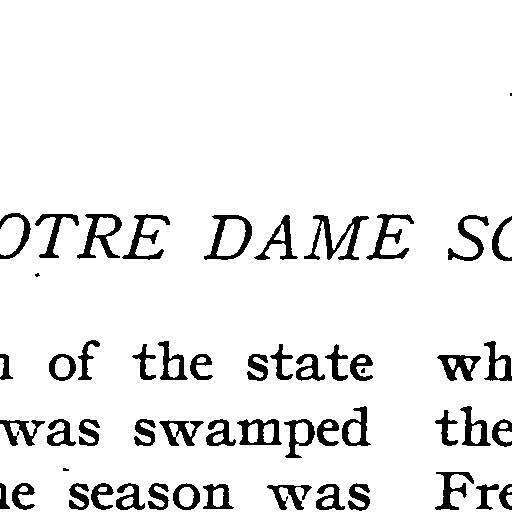 OTRE DAME SC
of the state
was swamped
season was
wh
the
Fre